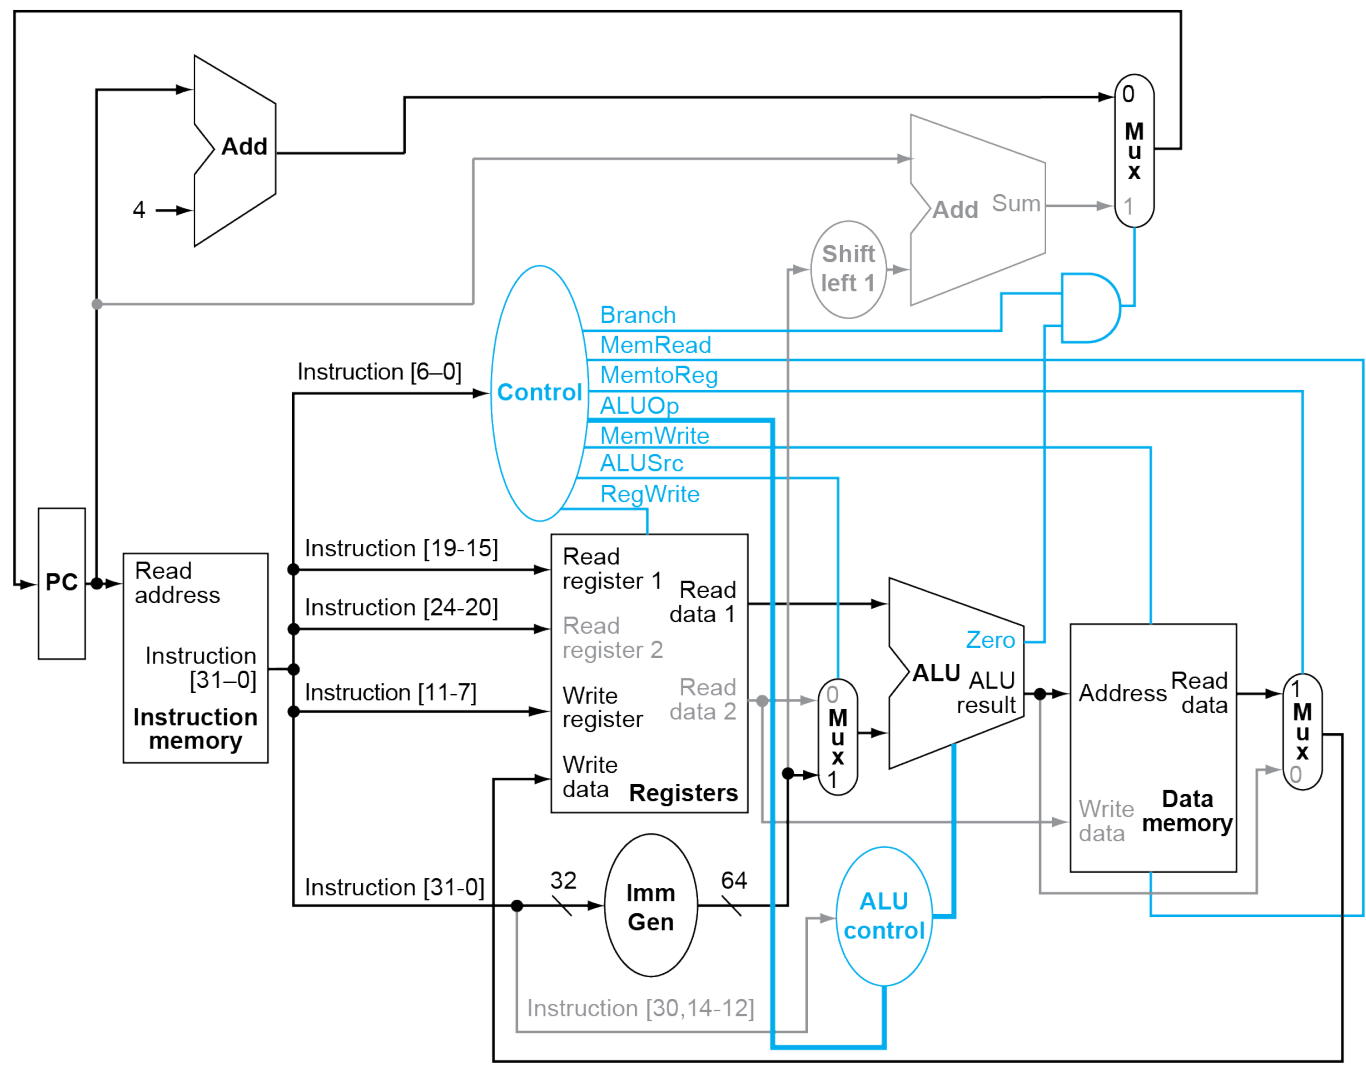 0
M
u
x
1
Add
4
Add Sum
Shift
left 1
Branch
MemRead
MemtoReg
ALUOp
MemWrite
ALUSrc
RegWrite
Control
Instruction [6–0]
PC
Read
address
Instruction
[31–0]
Instruction
memory
Instruction [19-15]
Instruction [24-20]
Instruction [11-7]
Instruction [31-0]
Read
register 1
Read
register 2
Write
register
Write
data
Read
data 1
Read
data 2
Registers
0
M
u
x
1
Zero
ALU
ALU
result
Address
Read
data
Write
data
Data
memory
1
M
u
x
0
32
Imm
Gen
64
ALU
control
Instruction [30,14-12]